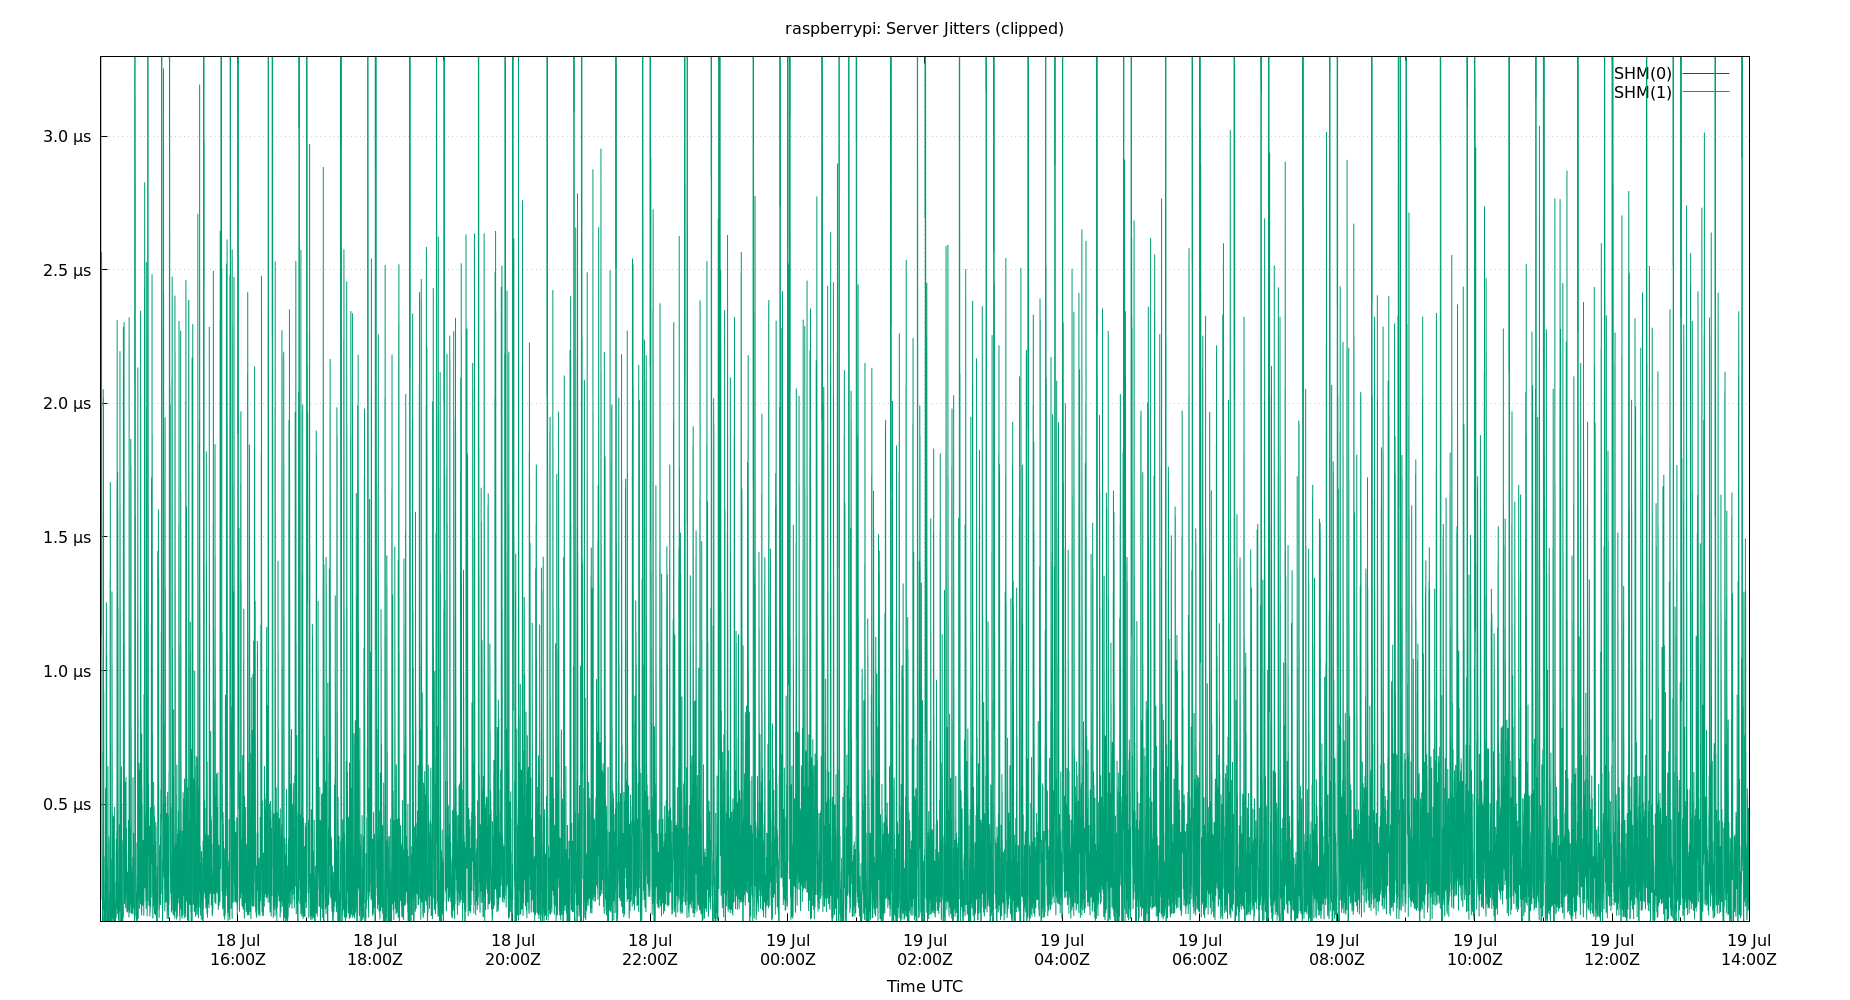 raspberrypi: Server Jitters (clipped)
SHM(0)
SHM(1)
3.0 µs
2.5 µs
2.0 µs
1.5 µs
1.0 µs
0.5 µs
18 Jul 18 Jul 18 Jul 18 Jul 19 Jul 19 Jul 19 Jul 19 Jul 19 Jul 19 Jul 19 Jul 19 Jul
16:00Z 18:00Z 20:00Z 22:00Z 00:00Z 02:00Z 04:00Z 06:00Z 08:00Z 10:00Z 12:00Z 14:00Z
Time UTC